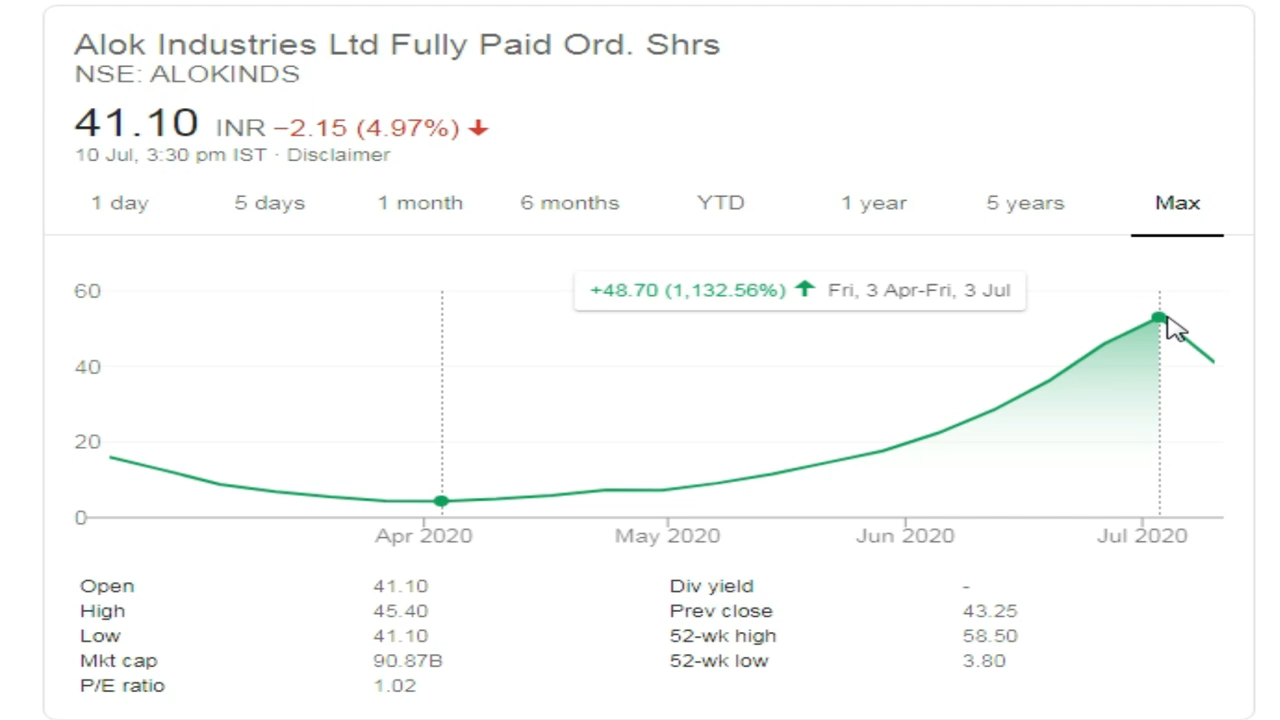 Alok Industries Ltd Fully Paid Ord. Shrs
NSE: ALOKINDS
41.10 INR −2.15 (4.97%)
10 Jul, 3:30 pm IST · Disclaimer
1 day 5 days 1 month 6 months YTD 1 year 5 years Max
+48.70 (1,132.56%) Fri, 3 Apr-Fri, 3 Jul
60
40
20
0
Apr 2020 May 2020 Jun 2020 Jul 2020
Open 41.10 Div yield -
High 45.40 Prev close 43.25
Low 41.10 52-wk high 58.50
Mkt cap 90.87B 52-wk low 3.80
P/E ratio 1.02